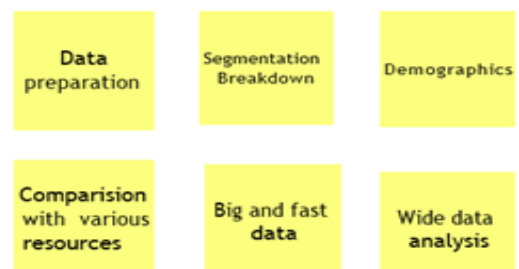 Data
preparation
Segmentation
Breakdown
Demographics
Comparision
with various
resources
Big and fast
data
Wide data
analysis